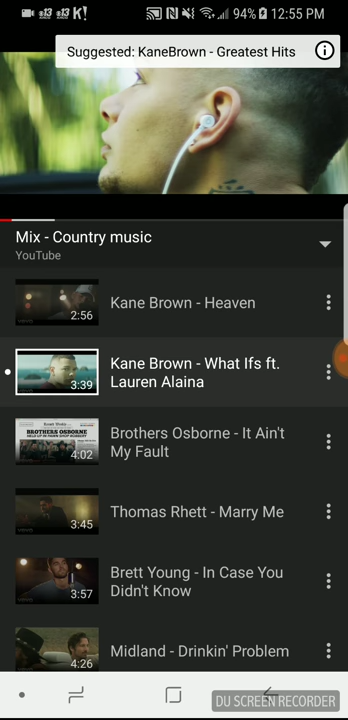 K!
94% 12:55 PM
Suggested: KaneBrown - Greatest Hits
Mix - Country music
YouTube
2:56
Kane Brown - Heaven
3:39
Kane Brown - What Ifs ft.
Lauren Alaina
BROTHERS OSBORNE
4:02
Brothers Osborne - It Ain't
My Fault
3:45
Thomas Rhett - Marry Me
3:57
Brett Young - In Case You
Didn't Know
4:26
Midland - Drinkin' Problem
DU SCREEN RECORDER